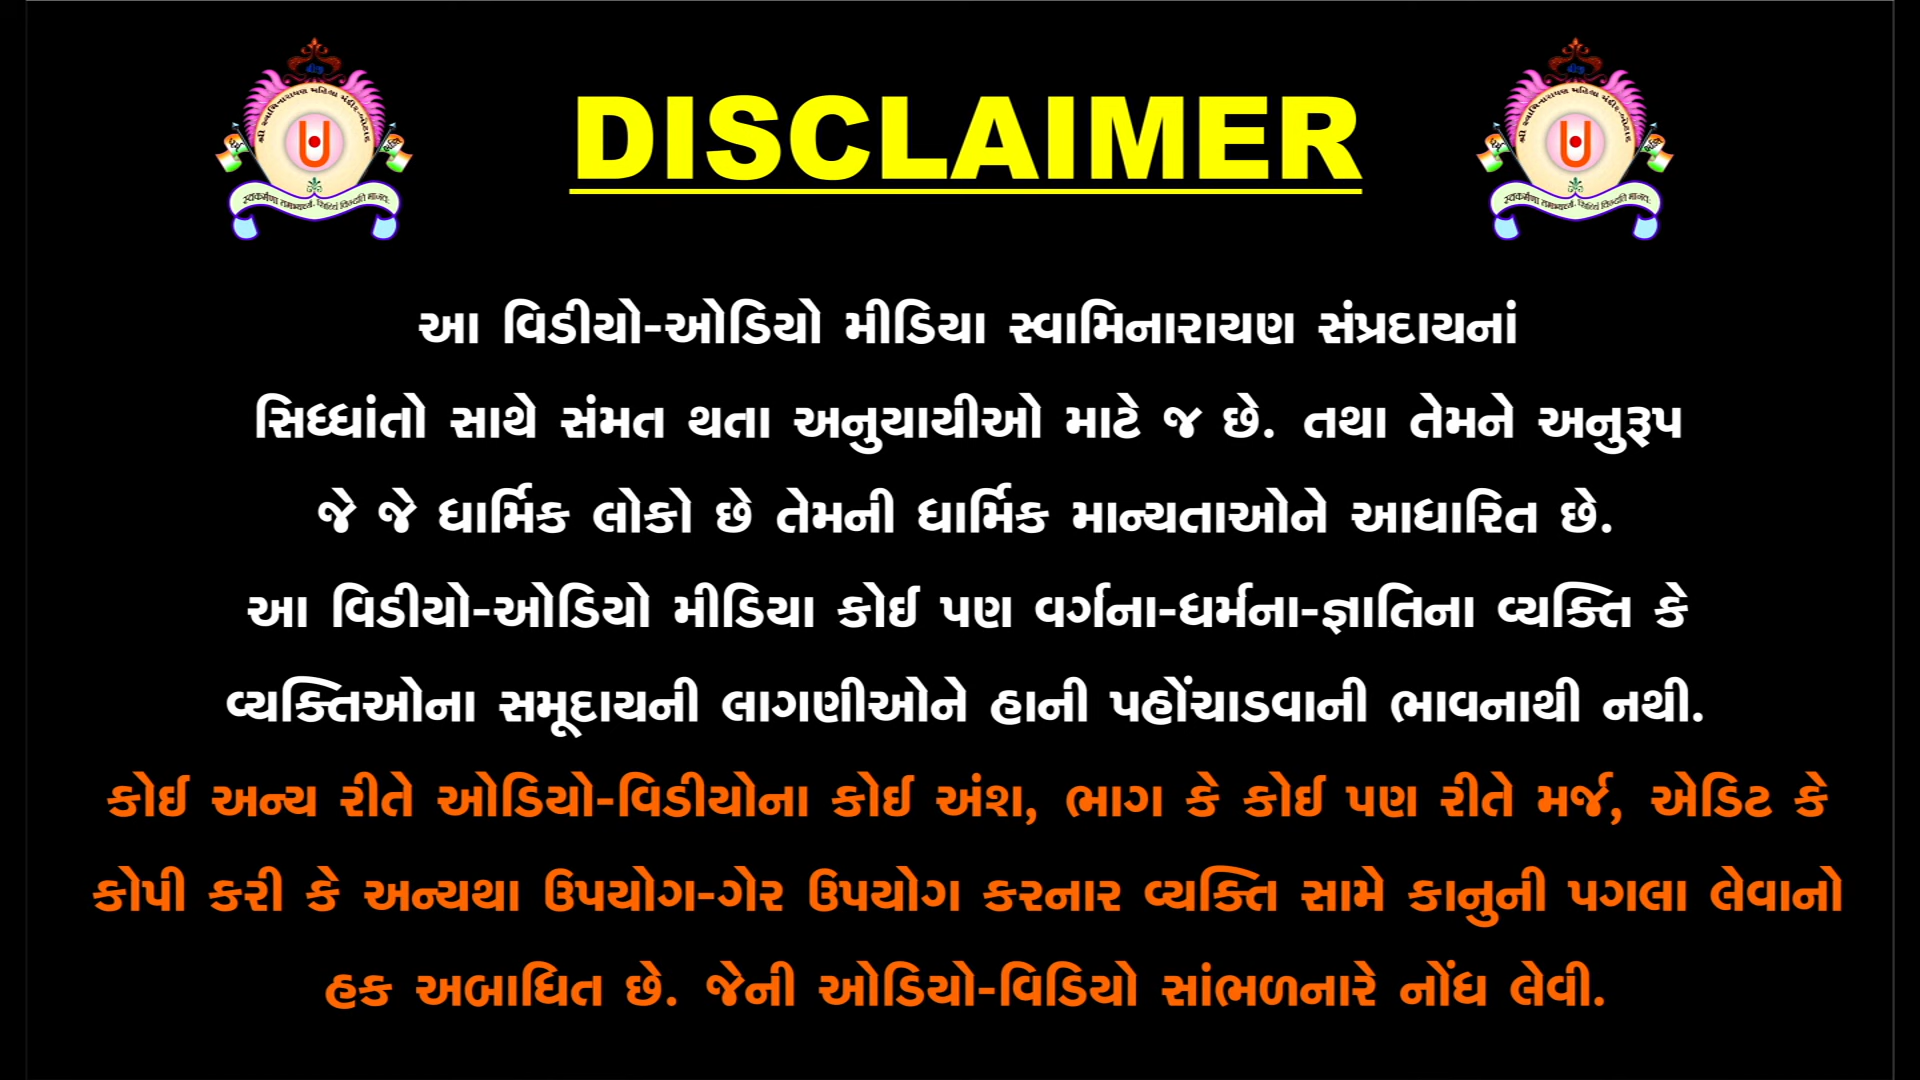 DISCLAIMER
શ્રી સ્વામિનારાયણ મહિલા મંદીર-બોટાદ
આ વિડીયો-ઓડિયો મીડિયા સ્વામિનારાયણ સંપ્રદાયનાં
સિધ્ધાંતો સાથે સંમત થતા અનુયાયીઓ માટે જ છે. તથા તેમને અનુરૂપ
જે જે ધાર્મિક લોકો છે તેમની ધાર્મિક માન્યતાઓને આધારિત છે.
આ વિડીયો-ઓડિયો મીડિયા કોઈ પણ વર્ગના-ધર્મના-જ્ઞાતિના વ્યક્તિ કે
વ્યક્તિઓના સમૂદાયની લાગણીઓને હાની પહોંચાડવાની ભાવનાથી નથી.
કોઈ અન્ય રીતે ઓડિયો-વિડીયોના કોઈ અંશ, ભાગ કે કોઈ પણ રીતે મર્જ, એડિટ કે
કોપી કરી કે અન્યથા ઉપયોગ-ગેર ઉપયોગ કરનાર વ્યક્તિ સામે કાનુની પગલા લેવાનો
હક અબાધિત છે. જેની ઓડિયો-વિડિયો સાંભળનારે નોંધ લેવી.